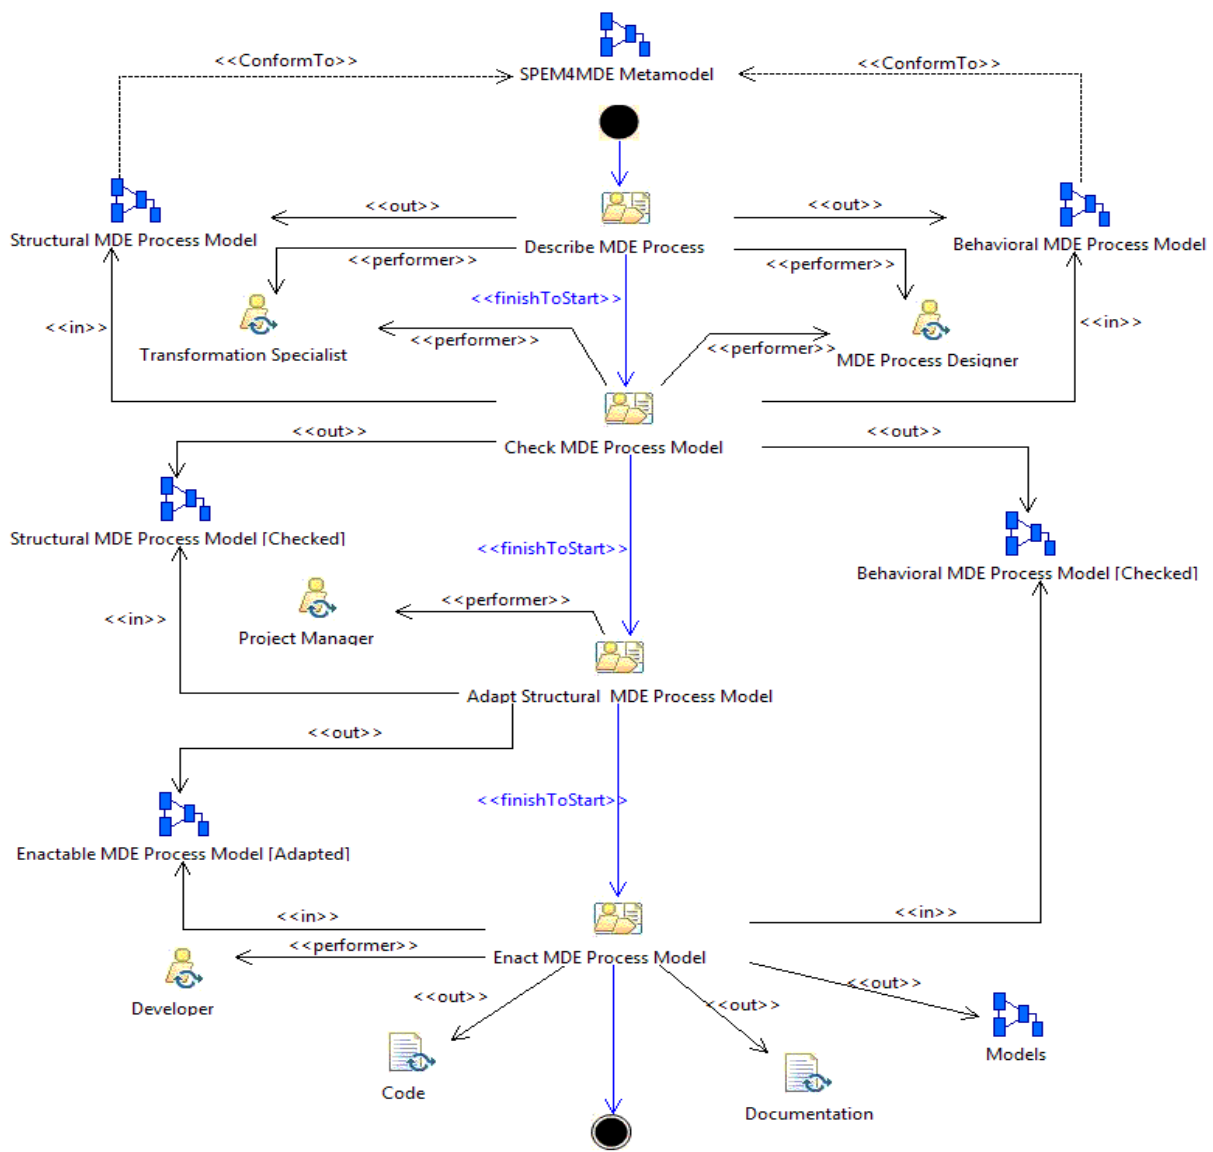 <<ConformTo>>
<<ConformTo>>
SPEM4MDE Metamodel
<<out>>
<<out>>
Structural MDE Process Model
Describe MDE Process
Behavioral MDE Process Model
<<performer>>
<<performer>>
<<finishToStart>>
<<in>>
<<in>>
<<performer>>
<<performer>>
Transformation Specialist
MDE Process Designer
<<out>>
<<out>>
Check MDE Process Model
Structural MDE Process Model [Checked]
<<finishToStart>>
Behavioral MDE Process Model [Checked]
<<performer>>
<<in>>
Project Manager
Adapt Structural  MDE Process Model
<<out>>
<<finishToStart>>
Enactable MDE Process Model [Adapted]
<<in>>
<<in>>
<<performer>>
Enact MDE Process Model
<<out>>
<<out>>
<<out>>
Developer
Models
Code
Documentation